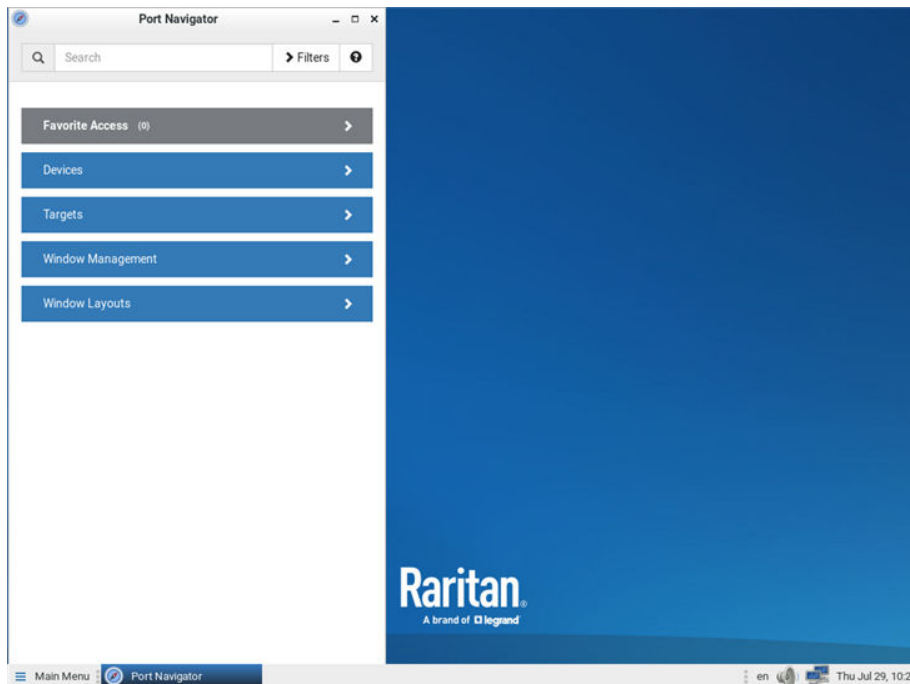 Port Navigator
Search
Filters
Favorite Access (0)
Devices
Targets
Window Management
Window Layouts
Raritan®
A brand of legrand®
Main Menu
Port Navigator
en
Thu Jul 29, 10:2